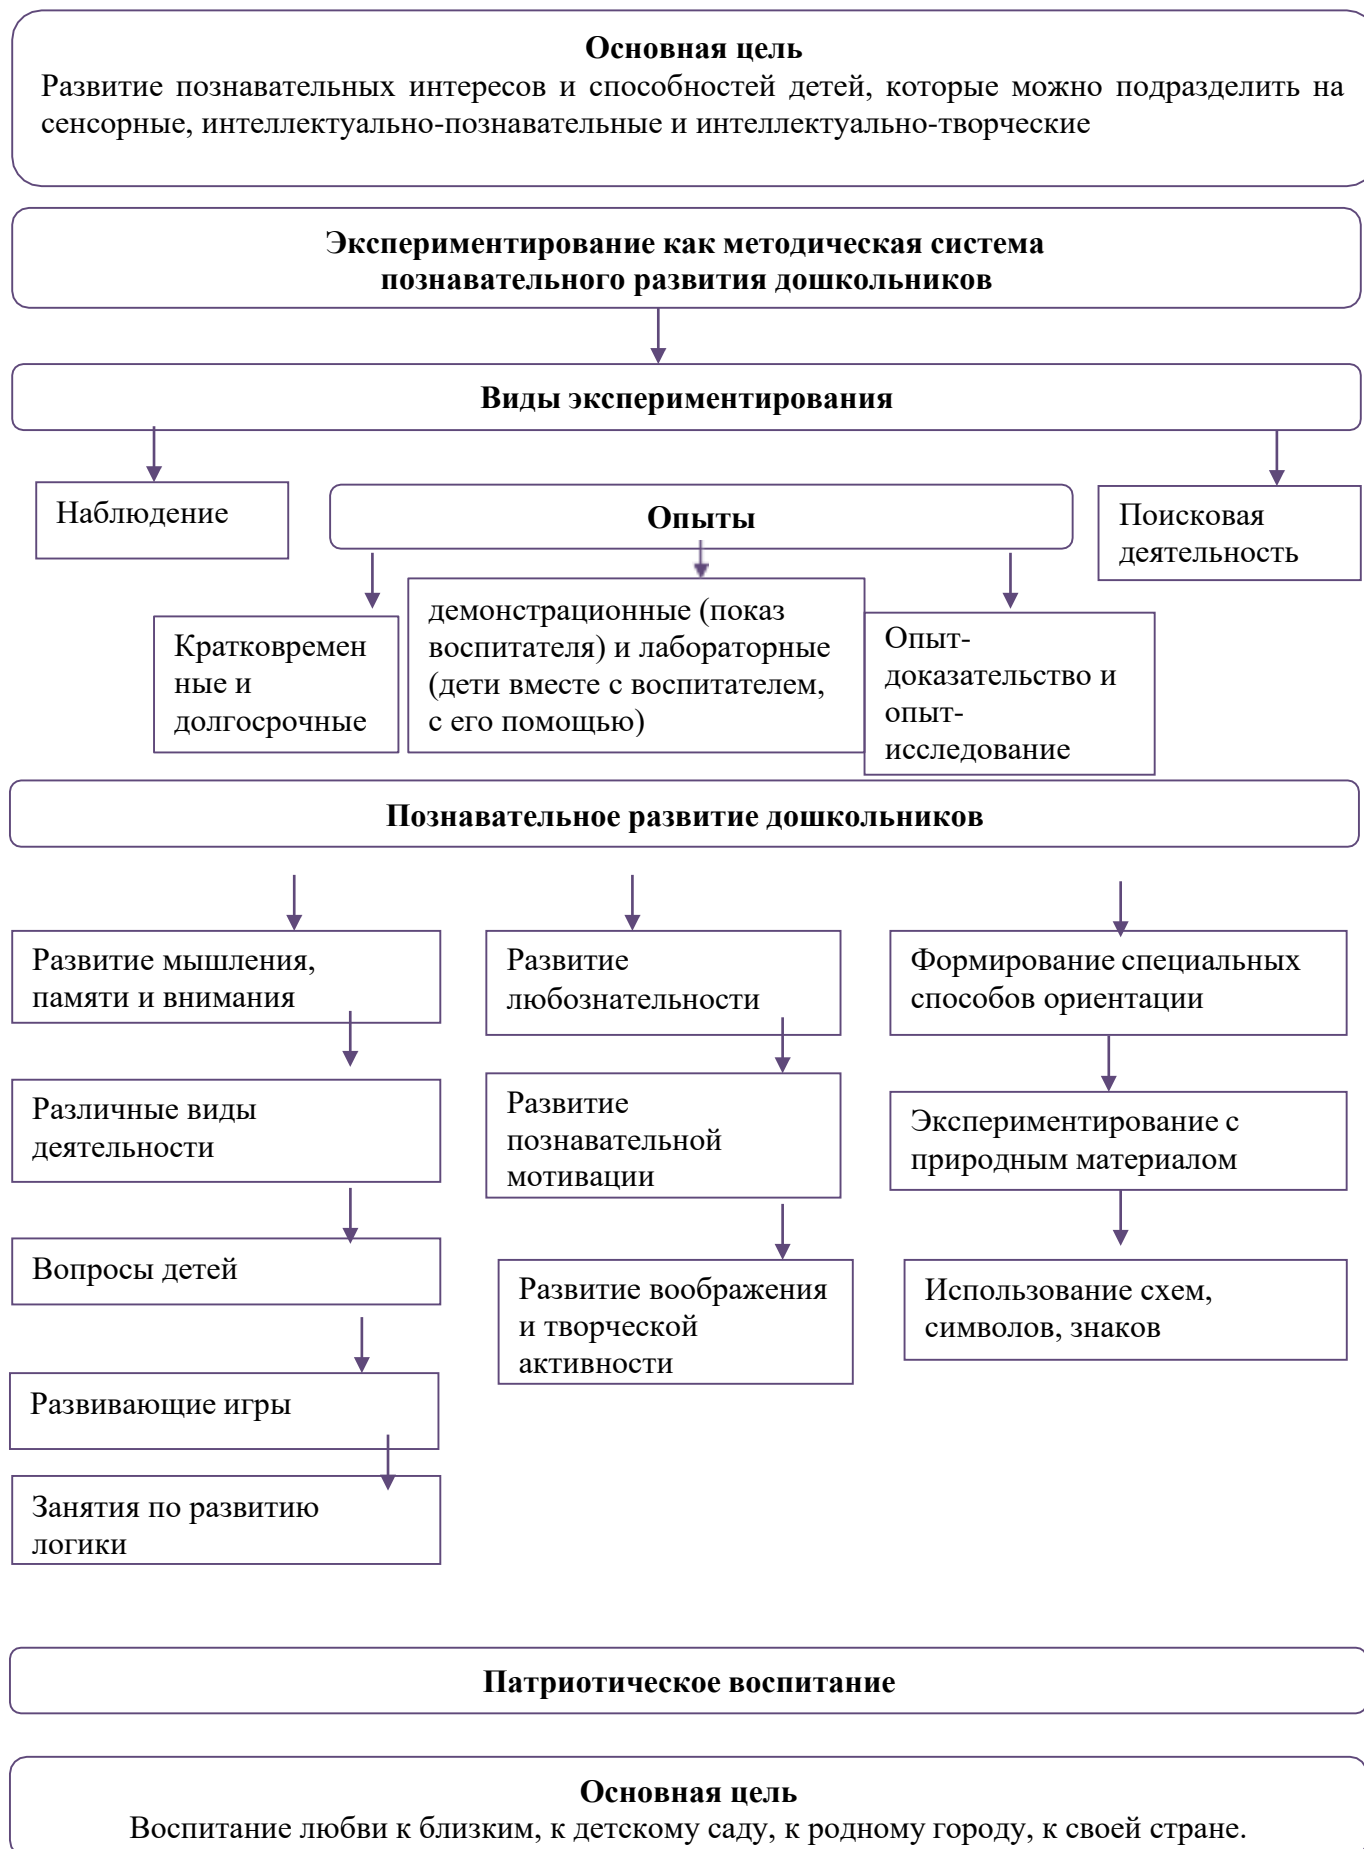 Основная цель
Развитие познавательных интересов и способностей детей, которые можно подразделить на
сенсорные, интеллектуально-познавательные и интеллектуально-творческие
Экспериментирование как методическая система
познавательного развития дошкольников
Виды экспериментирования
Наблюдение
Опыты
Поисковая
деятельность
Кратковремен
ные и
долгосрочные
демонстрационные (показ
воспитателя) и лабораторные
(дети вместе с воспитателем,
с его помощью)
Опыт-
доказательство и
опыт-
исследование
Познавательное развитие дошкольников
Развитие мышления,
памяти и внимания
Развитие
любознательности
Формирование специальных
способов ориентации
Различные виды
деятельности
Развитие
познавательной
мотивации
Экспериментирование с
природным материалом
Вопросы детей
Развитие воображения
и творческой
активности
Использование схем,
символов, знаков
Развивающие игры
Занятия по развитию
логики
Патриотическое воспитание
Основная цель
Воспитание любви к близким, к детскому саду, к родному городу, к своей стране.